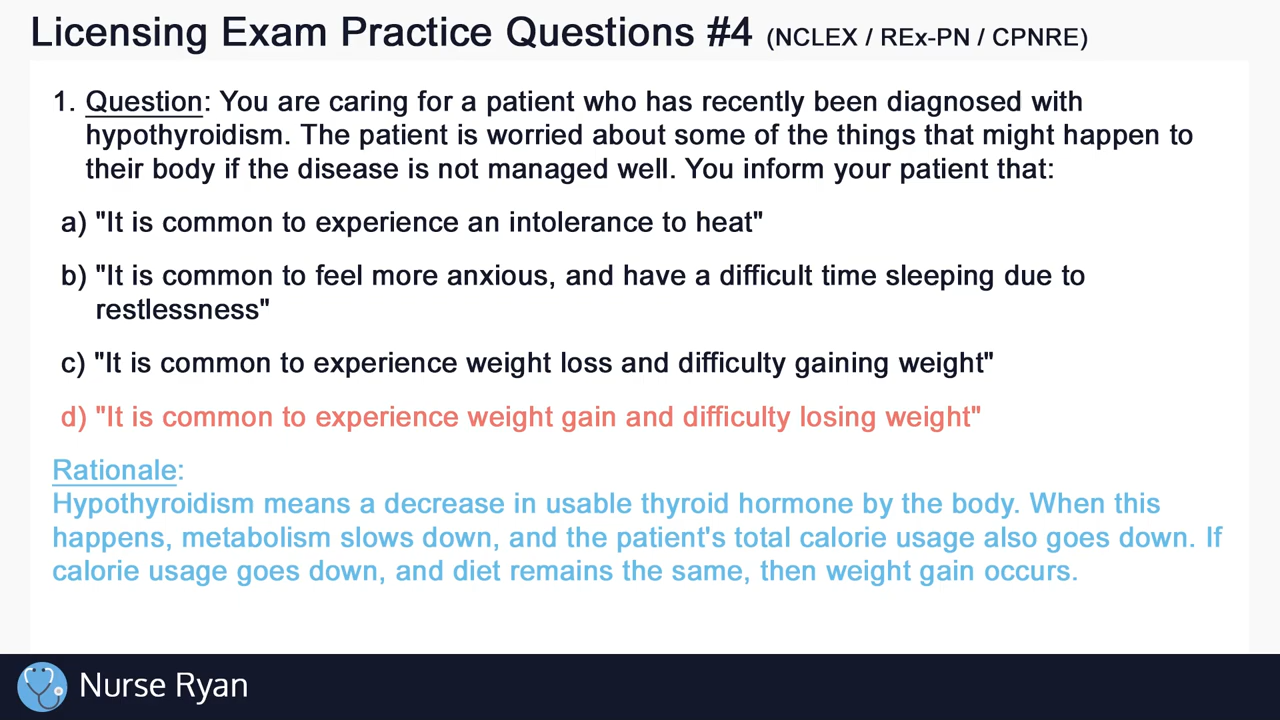 Licensing Exam Practice Questions #4 (NCLEX / REx-PN / CPNRE)
1. Question: You are caring for a patient who has recently been diagnosed with
hypothyroidism. The patient is worried about some of the things that might happen to
their body if the disease is not managed well. You inform your patient that:
a) "It is common to experience an intolerance to heat"
b) "It is common to feel more anxious, and have a difficult time sleeping due to
restlessness"
c) "It is common to experience weight loss and difficulty gaining weight"
d) "It is common to experience weight gain and difficulty losing weight"
Rationale:
Hypothyroidism means a decrease in usable thyroid hormone by the body. When this
happens, metabolism slows down, and the patient's total calorie usage also goes down. If
calorie usage goes down, and diet remains the same, then weight gain occurs.
Nurse Ryan